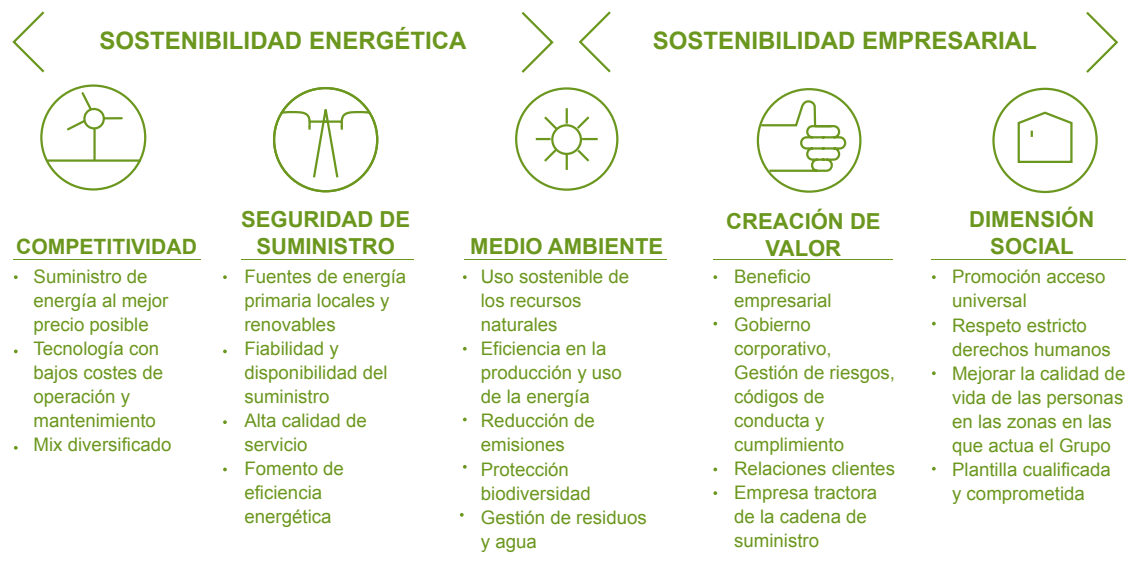 SOSTENIBILIDAD ENERGÉTICA
SOSTENIBILIDAD EMPRESARIAL
COMPETITIVIDAD
• Suministro de
energía al mejor
precio posible
• Tecnología con
bajos costes de
operación y
mantenimiento
• Mix diversificado
SEGURIDAD DE
SUMINISTRO
• Fuentes de energía
primaria locales y
renovables
• Fiabilidad y
disponibilidad del
suministro
• Alta calidad de
servicio
• Fomento de
eficiencia
energética
MEDIO AMBIENTE
• Uso sostenible de
los recursos
naturales
• Eficiencia en la
producción y uso
de la energía
• Reducción de
emisiones
• Protección
biodiversidad
• Gestión de residuos
y agua
CREACIÓN DE
VALOR
• Beneficio
empresarial
• Gobierno
corporativo,
Gestión de riesgos,
códigos de
conducta y
cumplimiento
• Relaciones clientes
• Empresa tractora
de la cadena de
suministro
DIMENSIÓN
SOCIAL
• Promoción acceso
universal
• Respeto estricto
derechos humanos
• Mejorar la calidad de
vida de las personas
en las zonas en las
que actua el Grupo
• Plantilla cualificada
y comprometida